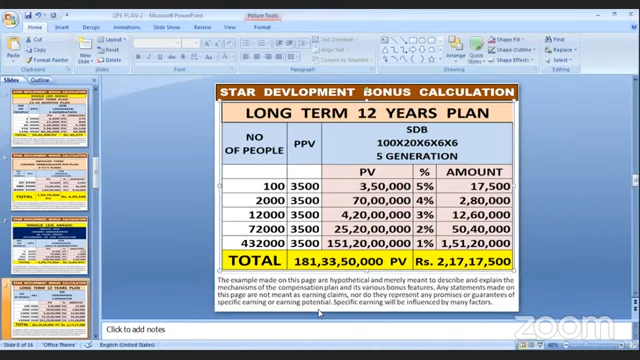 LIFE PLAN-2 - Microsoft PowerPoint
Picture Tools
Home
Insert
Design
Animations
Slide Show
Review
View
Format
Cut
Copy
Paste
Format Painter
Clipboard
New
Slide
Layout
Reset
Delete
Slides
Font
Paragraph
Text Direction
Align Text
Convert to SmartArt
Arrange
Quick
Styles
Shape Fill
Shape Outline
Shape Effects
Drawing
Find
Replace
Select
Editing
Slides
Outline
STAR DEVLOPMENT BONUS CALCULATION
LONG TERM 12 YEARS PLAN
NO
OF PEOPLE
PPV
SDB
100X20X6X6X6
5 GENERATION
PV % AMOUNT
100 3500 3,50,000 5% 17,500
2000 3500 70,00,000 4% 2,80,000
12000 3500 4,20,00,000 3% 12,60,000
72000 3500 25,20,00,000 2% 50,40,000
432000 3500 151,20,00,000 1% 1,51,20,000
TOTAL 181,33,50,000 PV Rs. 2,17,17,500
The example made on this page are hypothetical and merely meant to describe and explain the
mechanisms of the compensation plan and its various bonus features. Any statements made
on this page are not meant as earning claims, nor do they represent any promises or guarantees of
specific earning or earning potential. Specific earning will be influenced by many factors.
Click to add notes
Slide 8 of 16
"Office Theme"
English (United States)
60%
zoom